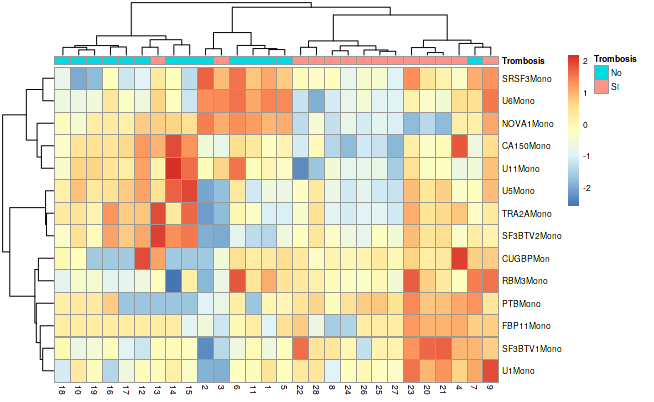 Trombosis
SRSF3Mono
U6Mono
NOVA1Mono
CA150Mono
U11Mono
U5Mono
TRA2AMono
SF3BTV2Mono
CUGBPMon
RBM3Mono
PTBMono
FBP11Mono
SF3BTV1Mono
U1Mono
18 10 19 16 17 12 13 14 15 2 3 6 11 1 5 22 28 8 24 26 25 27 23 20 21 4 7 9
2
1
0
-1
-2
Trombosis
No
SI